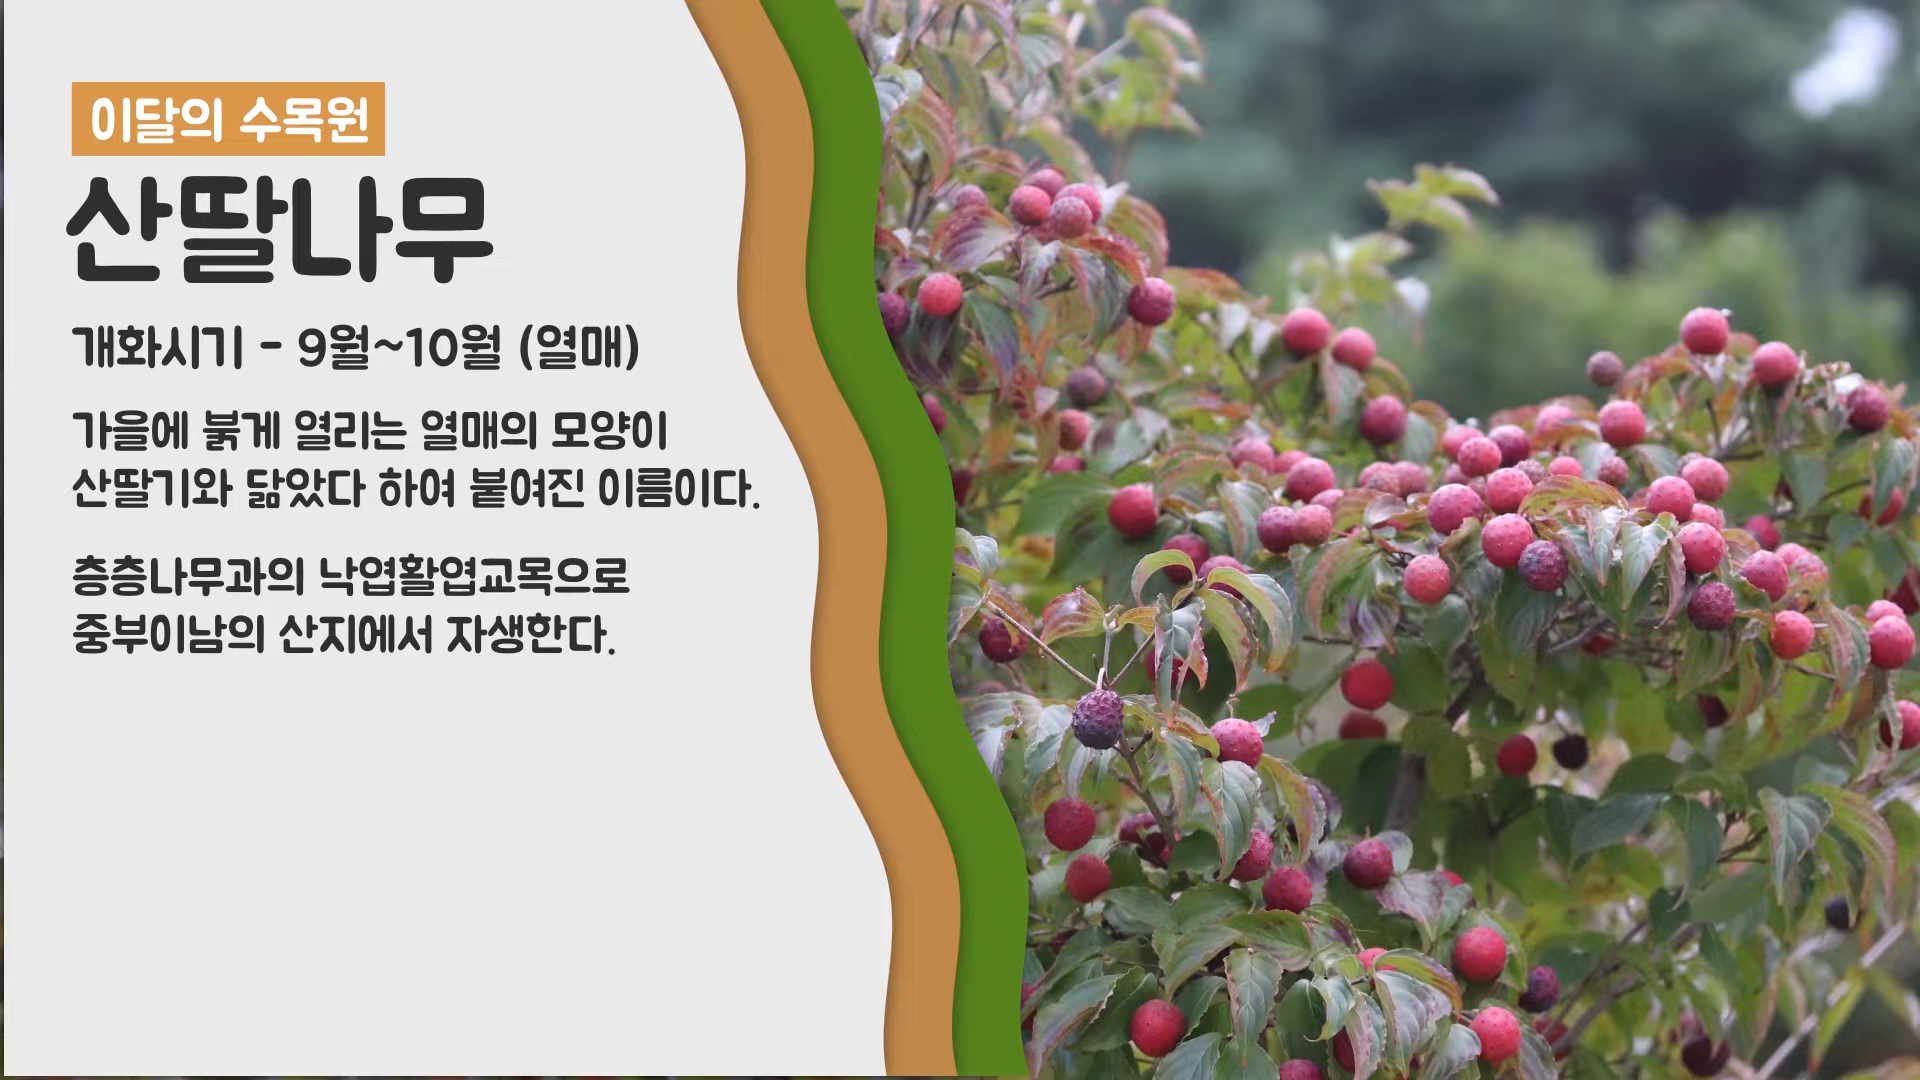 이달의 수목원
산딸나무
개화시기 - 9월~10월 (열매)
가을에 붉게 열리는 열매의 모양이
산딸기와 닮았다 하여 붙여진 이름이다.
층층나무과의 낙엽활엽교목으로
중부이남의 산지에서 자생한다.